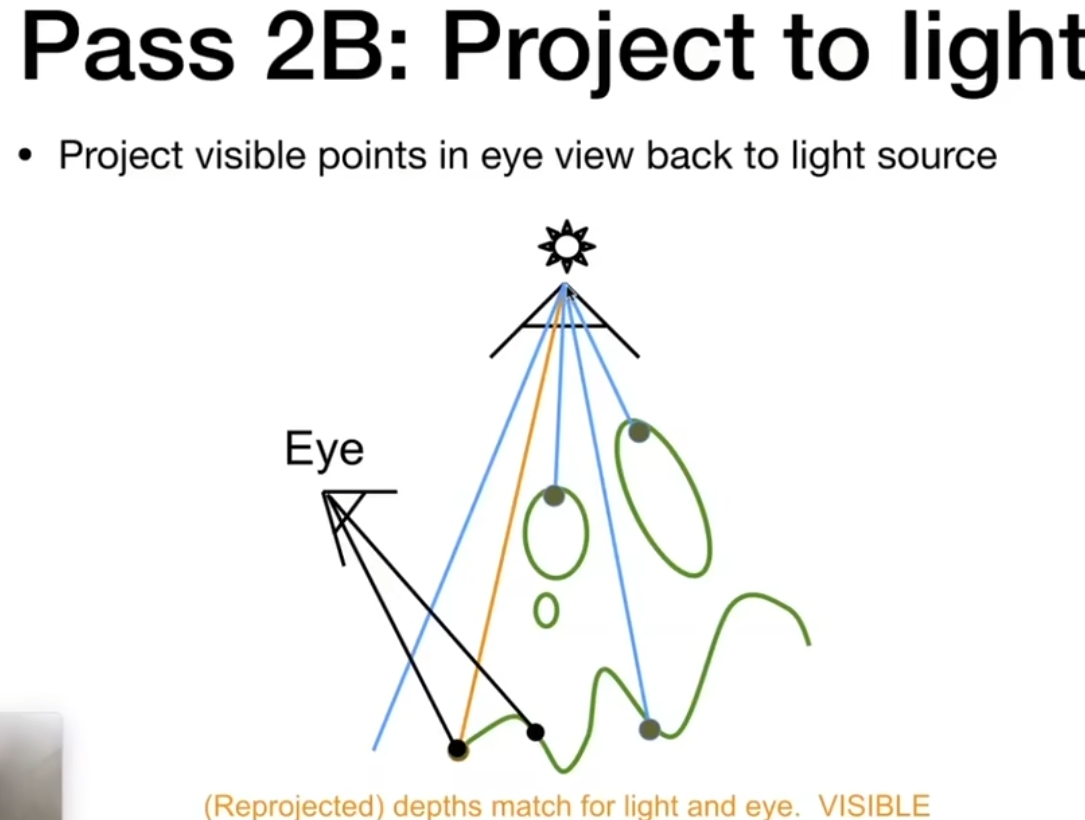 Pass 2B: Project to light
• Project visible points in eye view back to light source
Eye
(Reprojected) depths match for light and eye. VISIBLE